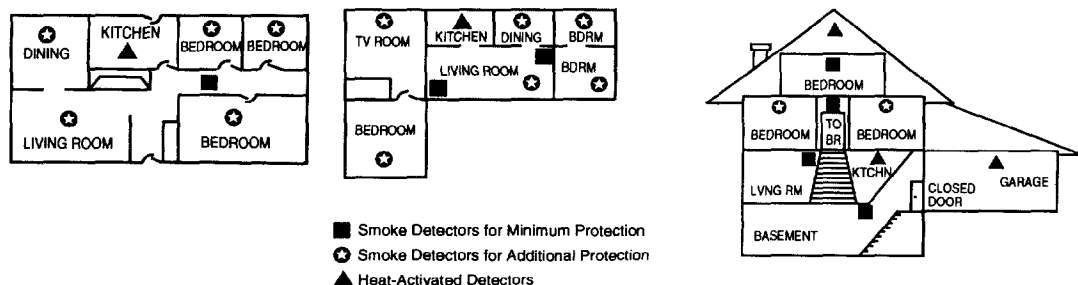 DINING
KITCHEN
BEDROOM
BEDROOM
LIVING ROOM
BEDROOM
TV ROOM
KITCHEN
DINING
BDRM
LIVING ROOM
BDRM
BEDROOM
Smoke Detectors for Minimum Protection
Smoke Detectors for Additional Protection
Heat-Activated Detectors
BEDROOM
BEDROOM
TO
BR
BEDROOM
LVNG RM
KTCHN
GARAGE
CLOSED
DOOR
BASEMENT